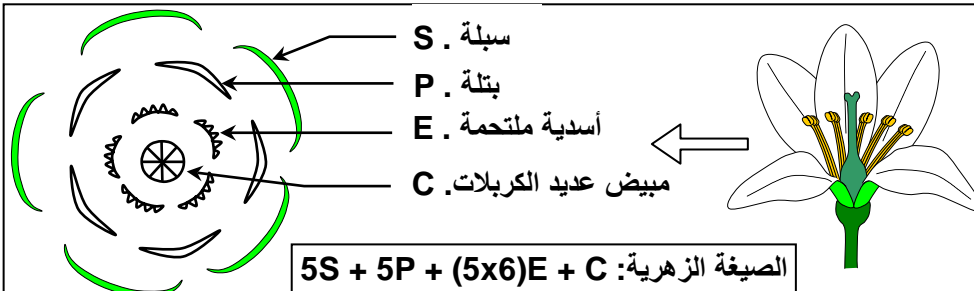 سبلة . S
بتلة . P
أسدية ملتحمة . E
مبيض عديد الكربلات. C
الصيغة الزهرية: 5S + 5P + (5x6)E + C